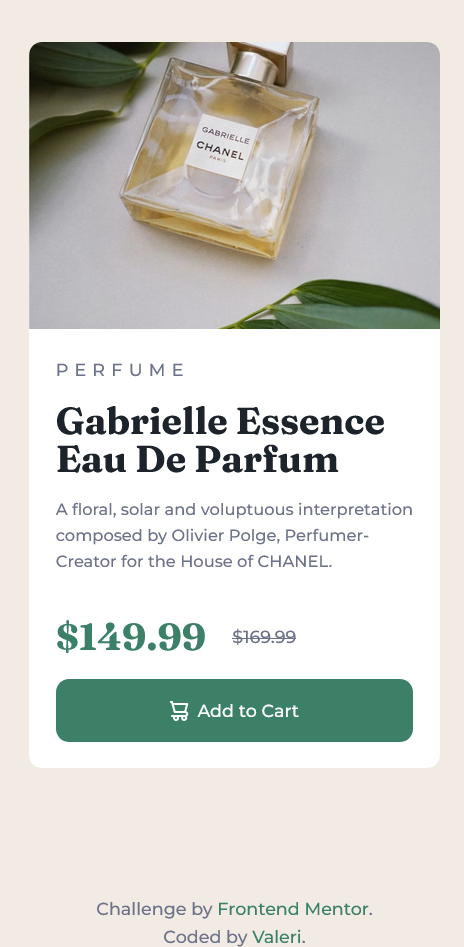 GABRIELLE
CHANEL
PARIS
PERFUME
Gabrielle Essence
Eau De Parfum
A floral, solar and voluptuous interpretation
composed by Olivier Polge, Perfumer-
Creator for the House of CHANEL.
$149.99 $169.99
Add to Cart
Challenge by Frontend Mentor.
Coded by Valeri.